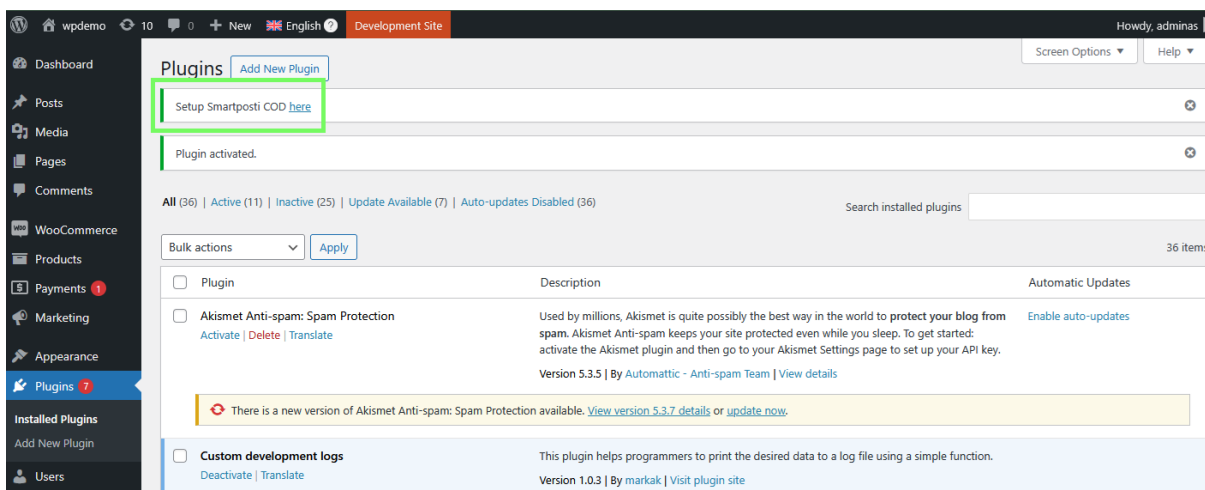 wpdemo 10 0 + New English ? Development Site Howdy, adminas
Dashboard
Posts
Media
Pages
Comments
WooCommerce
Products
Payments 1
Marketing
Appearance
Plugins 7
Installed Plugins
Add New Plugin
Users
Screen Options ▼ Help ▼
Plugins Add New Plugin
Setup Smartposti COD here
Plugin activated.
All (36) | Active (11) | Inactive (25) | Update Available (7) | Auto-updates Disabled (36)
Search installed plugins
Bulk actions Apply 36 items
Plugin Description Automatic Updates
Akismet Anti-spam: Spam Protection
Activate | Delete | Translate
Used by millions, Akismet is quite possibly the best way in the world to protect your blog from
spam. Akismet Anti-spam keeps your site protected even while you sleep. To get started:
activate the Akismet plugin and then go to your Akismet Settings page to set up your API key.
Version 5.3.5 | By Automattic - Anti-spam Team | View details
Enable auto-updates
There is a new version of Akismet Anti-spam: Spam Protection available. View version 5.3.7 details or update now.
Custom development logs
Deactivate | Translate
This plugin helps programmers to print the desired data to a log file using a simple function.
Version 1.0.3 | By markak | Visit plugin site